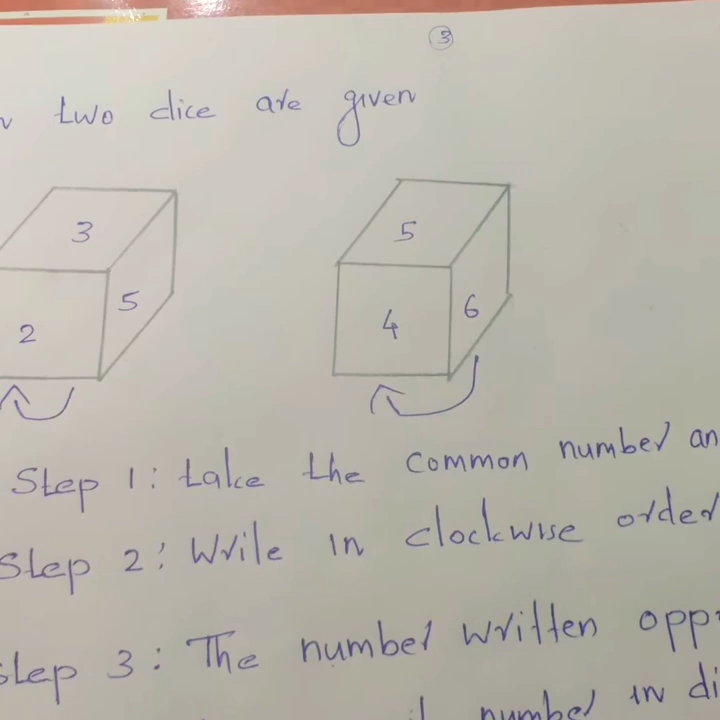 3
two dice are given
3
5
2
5
4
6
Step 1: take the common number an
Step 2: Write in clockwise order
Step 3: The number written opp
number in di